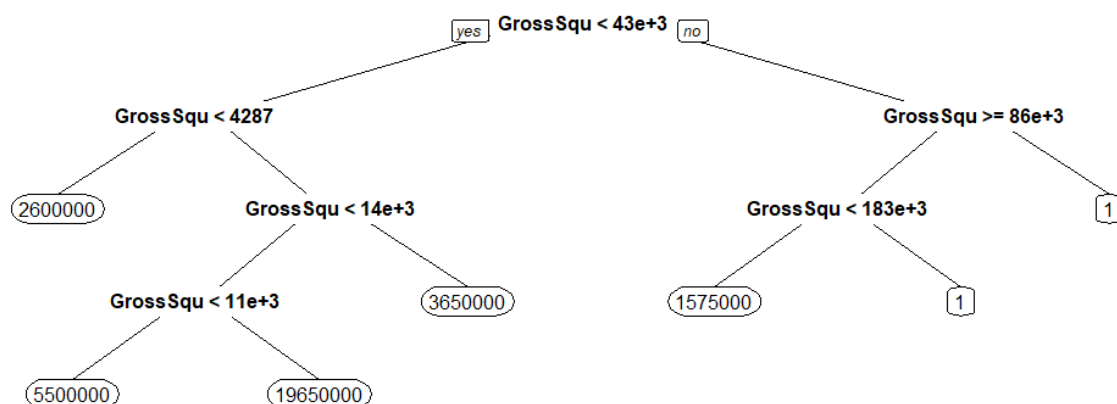 yes GrossSqu < 43e+3 no
GrossSqu < 4287 GrossSqu >= 86e+3
2600000 GrossSqu < 14e+3 GrossSqu < 183e+3 1
GrossSqu < 11e+3 3650000 1575000 1
5500000 19650000